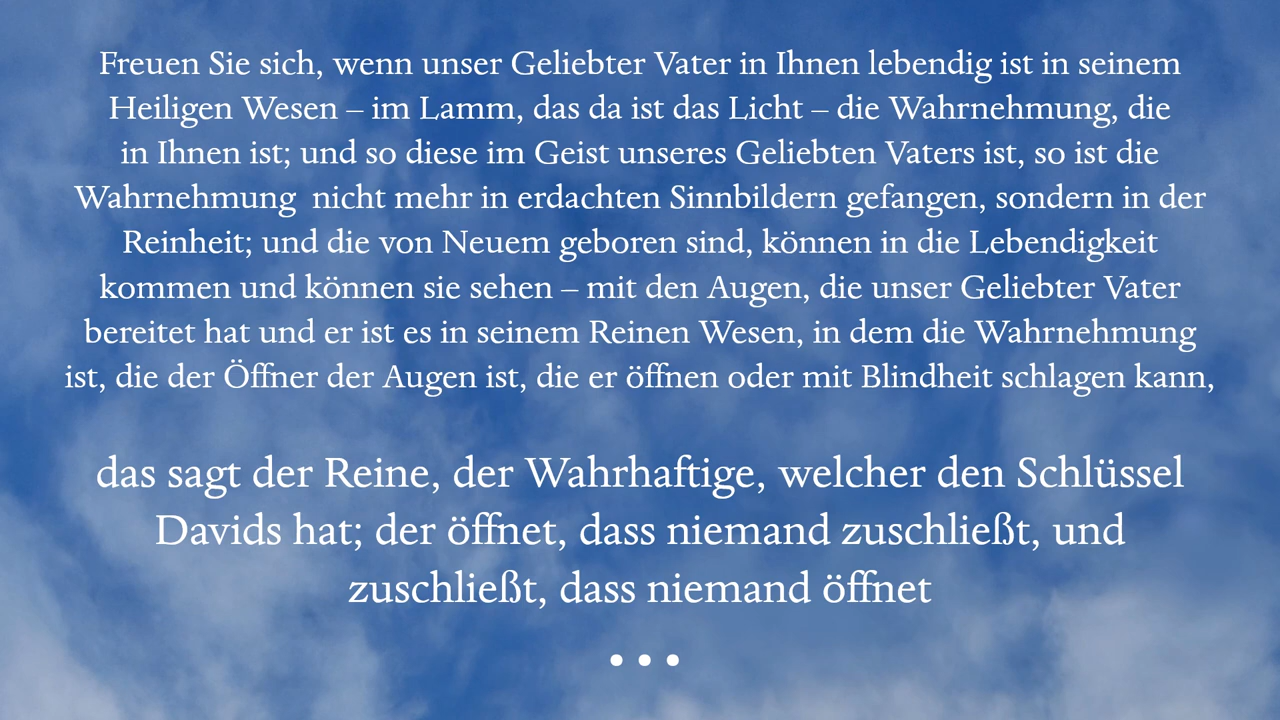 Freuen Sie sich, wenn unser Geliebter Vater in Ihnen lebendig ist in seinem
Heiligen Wesen – im Lamm, das da ist das Licht – die Wahrnehmung, die
in Ihnen ist; und so diese im Geist unseres Geliebten Vaters ist, so ist die
Wahrnehmung  nicht mehr in erdachten Sinnbildern gefangen, sondern in der
Reinheit; und die von Neuem geboren sind, können in die Lebendigkeit
kommen und können sie sehen – mit den Augen, die unser Geliebter Vater
bereitet hat und er ist es in seinem Reinen Wesen, in dem die Wahrnehmung
ist, die der Öffner der Augen ist, die er öffnen oder mit Blindheit schlagen kann,
das sagt der Reine, der Wahrhaftige, welcher den Schlüssel
Davids hat; der öffnet, dass niemand zuschließt, und
zuschließt, dass niemand öffnet
• • •